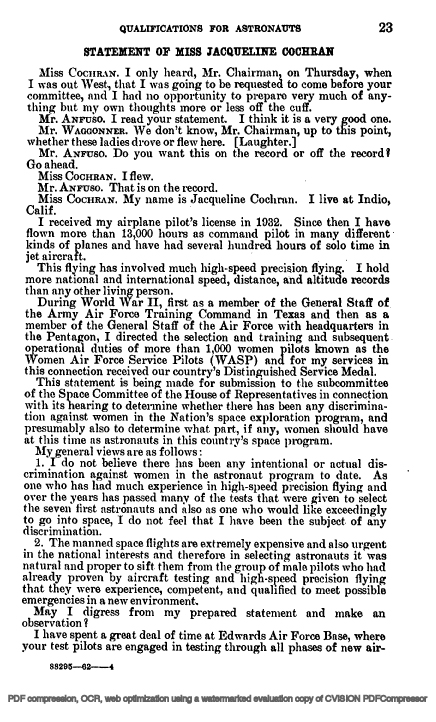 QUALIFICATIONS FOR ASTRONAUTS 23
STATEMENT OF MISS JACQUELINE COCHRAN
Miss COCHRAN. I only heard, Mr. Chairman, on Thursday, when
I was out West, that I was going to be requested to come before your
committee, and I had no opportunity to prepare very much of any-
thing but my own thoughts more or less off the cuff.
Mr. ANFUSO. I read your statement. I think it is a very good one.
Mr. WAGGONNER. We don't know, Mr. Chairman, up to this point,
whether these ladies drove or flew here. [Laughter.]
Mr. ANFUSO. Do you want this on the record or off the record?
Go ahead.
Miss COCHRAN. I flew.
Mr. ANFUSO. That is on the record.
Miss COCHRAN. My name is Jacqueline Cochran. I live at Indio,
Calif.
I received my airplane pilot's license in 1932. Since then I have
flown more than 13,000 hours as command pilot in many different
kinds of planes and have had several hundred hours of solo time in
jet aircraft.
This flying has involved much high-speed precision flying. I hold
more national and international speed, distance, and altitude records
than any other living person.
During World War II, first as a member of the General Staff of
the Army Air Force Training Command in Texas and then as a
member of the General Staff of the Air Force with headquarters in
the Pentagon, I directed the selection and training and subsequent
operational duties of more than 1,000 women pilots known as the
Women Air Force Service Pilots (WASP) and for my services in
this connection received our country's Distinguished Service Medal.
This statement is being made for submission to the subcommittee
of the Space Committee of the House of Representatives in connection
with its hearing to determine whether there has been any discrimina-
tion against women in the Nation's space exploration program, and
presumably also to determine what part, if any, women should have
at this time as astronauts in this country's space program.
My general views are as follows:
1. I do not believe there has been any intentional or actual dis-
crimination against women in the astronaut program to date. As
one who has had much experience in high-speed precision flying and
over the years has passed many of the tests that were given to select
the seven first astronauts and also as one who would like exceedingly
to go into space, I do not feel that I have been the subject of any
discrimination.
2. The manned space flights are extremely expensive and also urgent
in the national interests and therefore in selecting astronauts it was
natural and proper to sift them from the group of male pilots who had
already proven by aircraft testing and high-speed precision flying
that they were experience, competent, and qualified to meet possible
emergencies in a new environment.
May I digress from my prepared statement and make an
observation?
I have spent a great deal of time at Edwards Air Force Base, where
your test pilots are engaged in testing through all phases of new air-
88295—62——4
PDF compression, OCR, web optimization using a watermarked evaluation copy of CVISION PDFCompressor